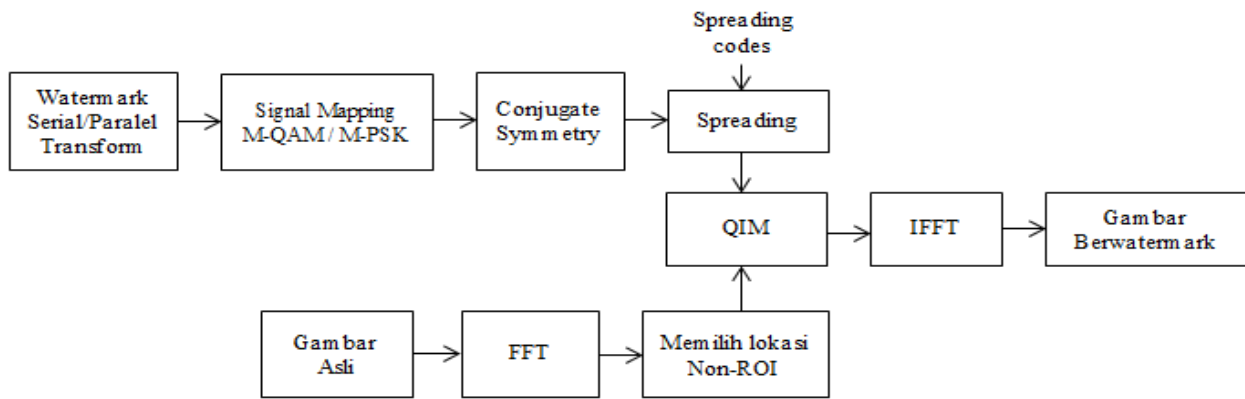 Spreading
codes
Watermark
Serial/Paralel
Transform
Signal Mapping
M-QAM / M-PSK
Conjugate
Symmetry
Spreading
QIM
IFFT
Gambar
Berwatermark
Gambar
Asli
FFT
Memilih lokasi
Non-ROI